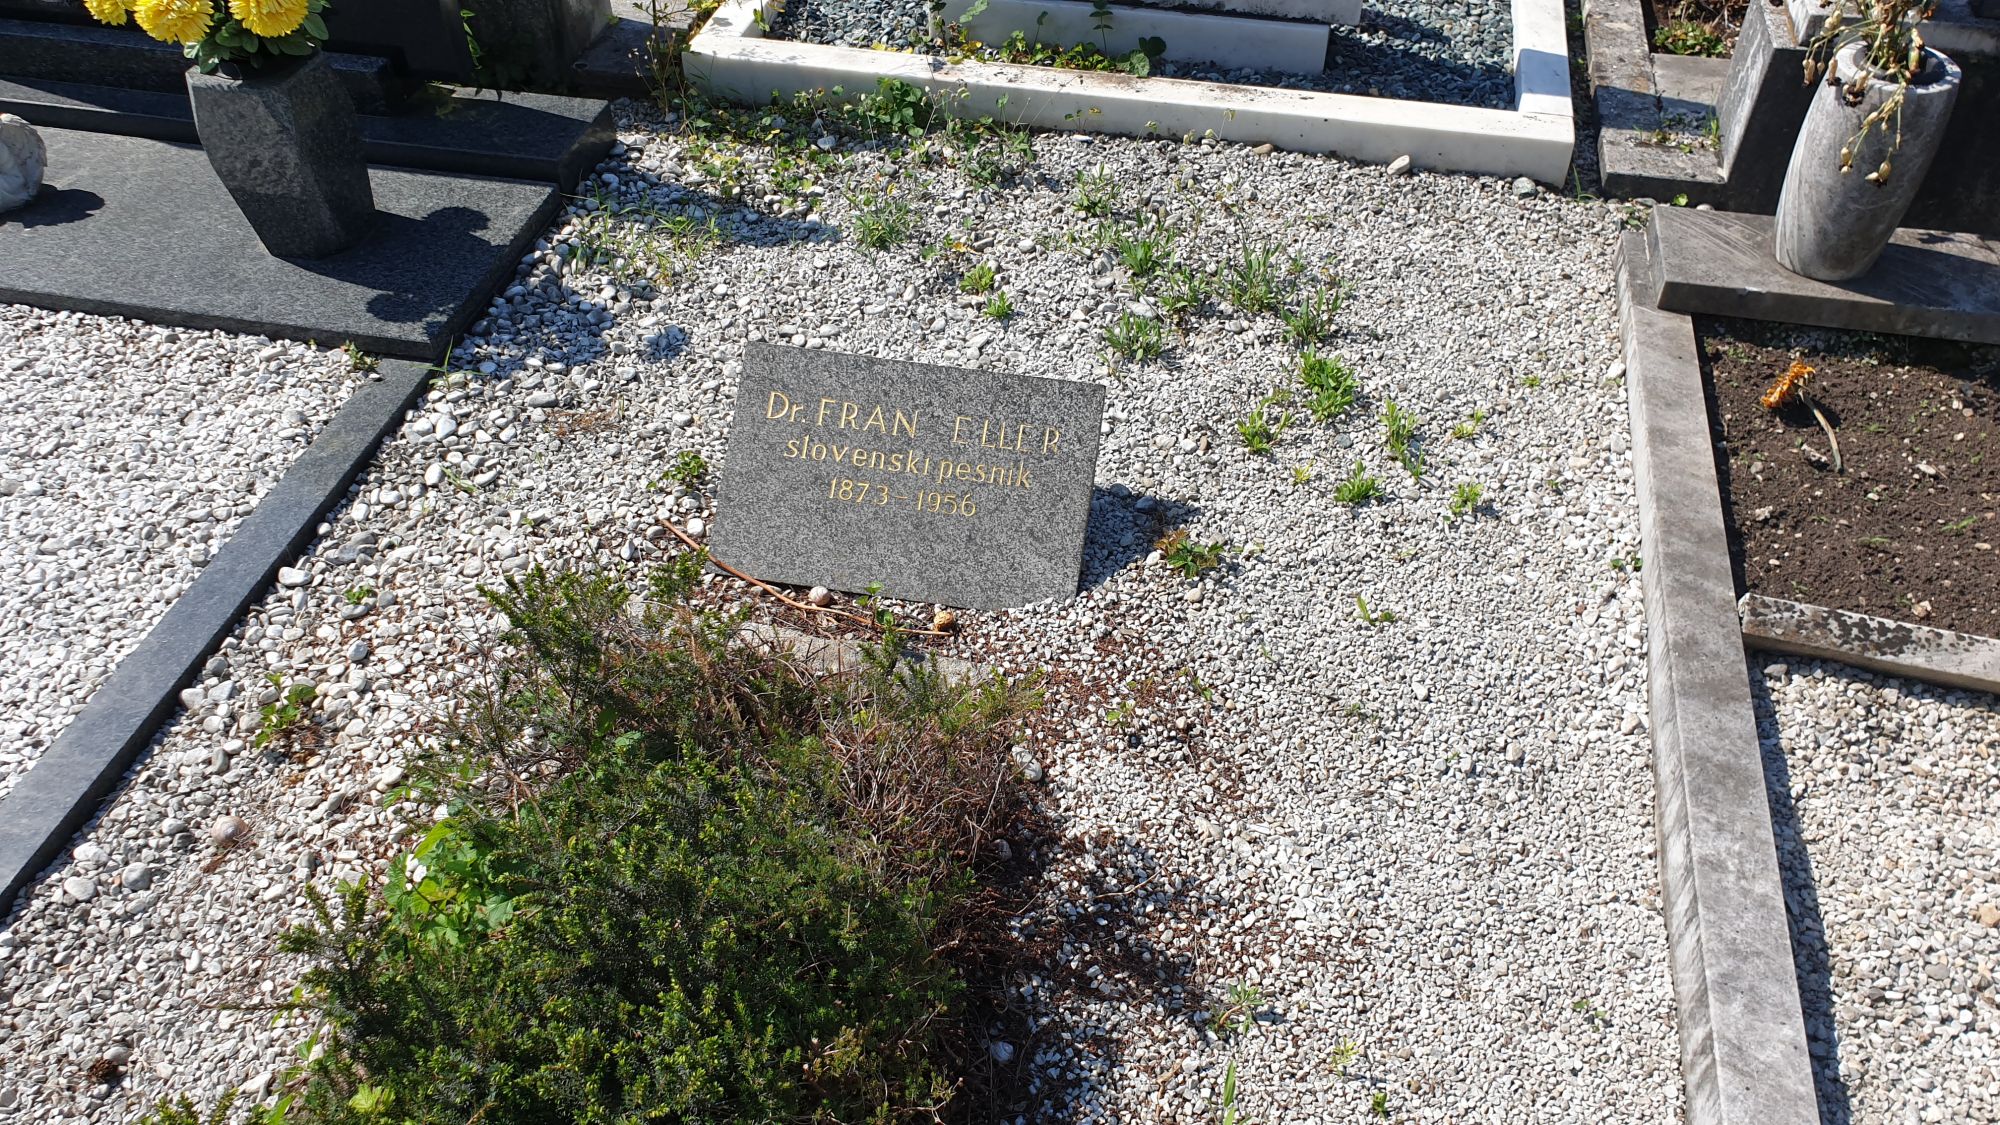 Dr. FRAN ELLER
slovenski pesnik
1873-1956